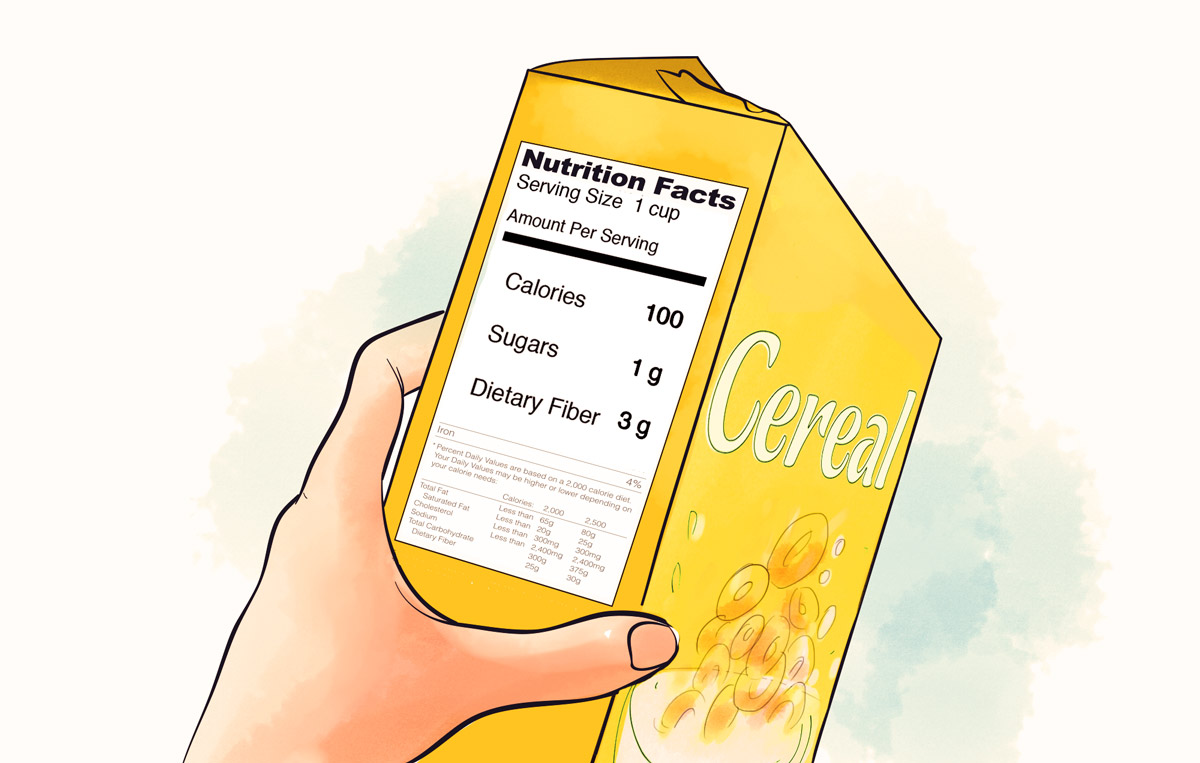 Nutrition Facts
Serving Size 1 cup
Amount Per Serving
Calories 100
Sugars 1 g
Dietary Fiber 3 g
Iron 4%
* Percent Daily Values are based on a 2,000 calorie diet.
Your Daily Values may be higher or lower depending on
your calorie needs:
Calories: 2,000 2,500
Total Fat Less than 65g 80g
Saturated Fat Less than 20g 25g
Cholesterol Less than 300mg 300mg
Sodium Less than 2,400mg 2,400mg
Total Carbohydrate 300g 375g
Dietary Fiber 25g 30g
Cereal